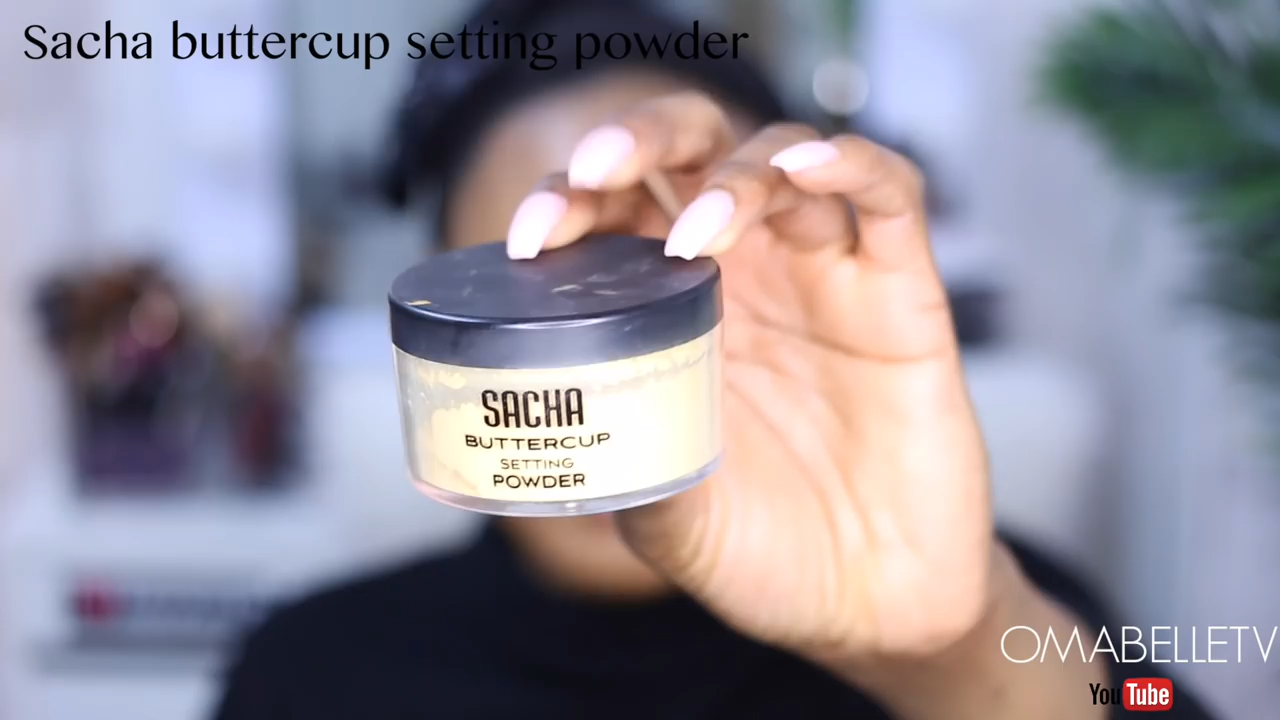 Sacha buttercup setting powder
SACHA
BUTTERCUP
SETTING
POWDER
OMABELLETV
YouTube